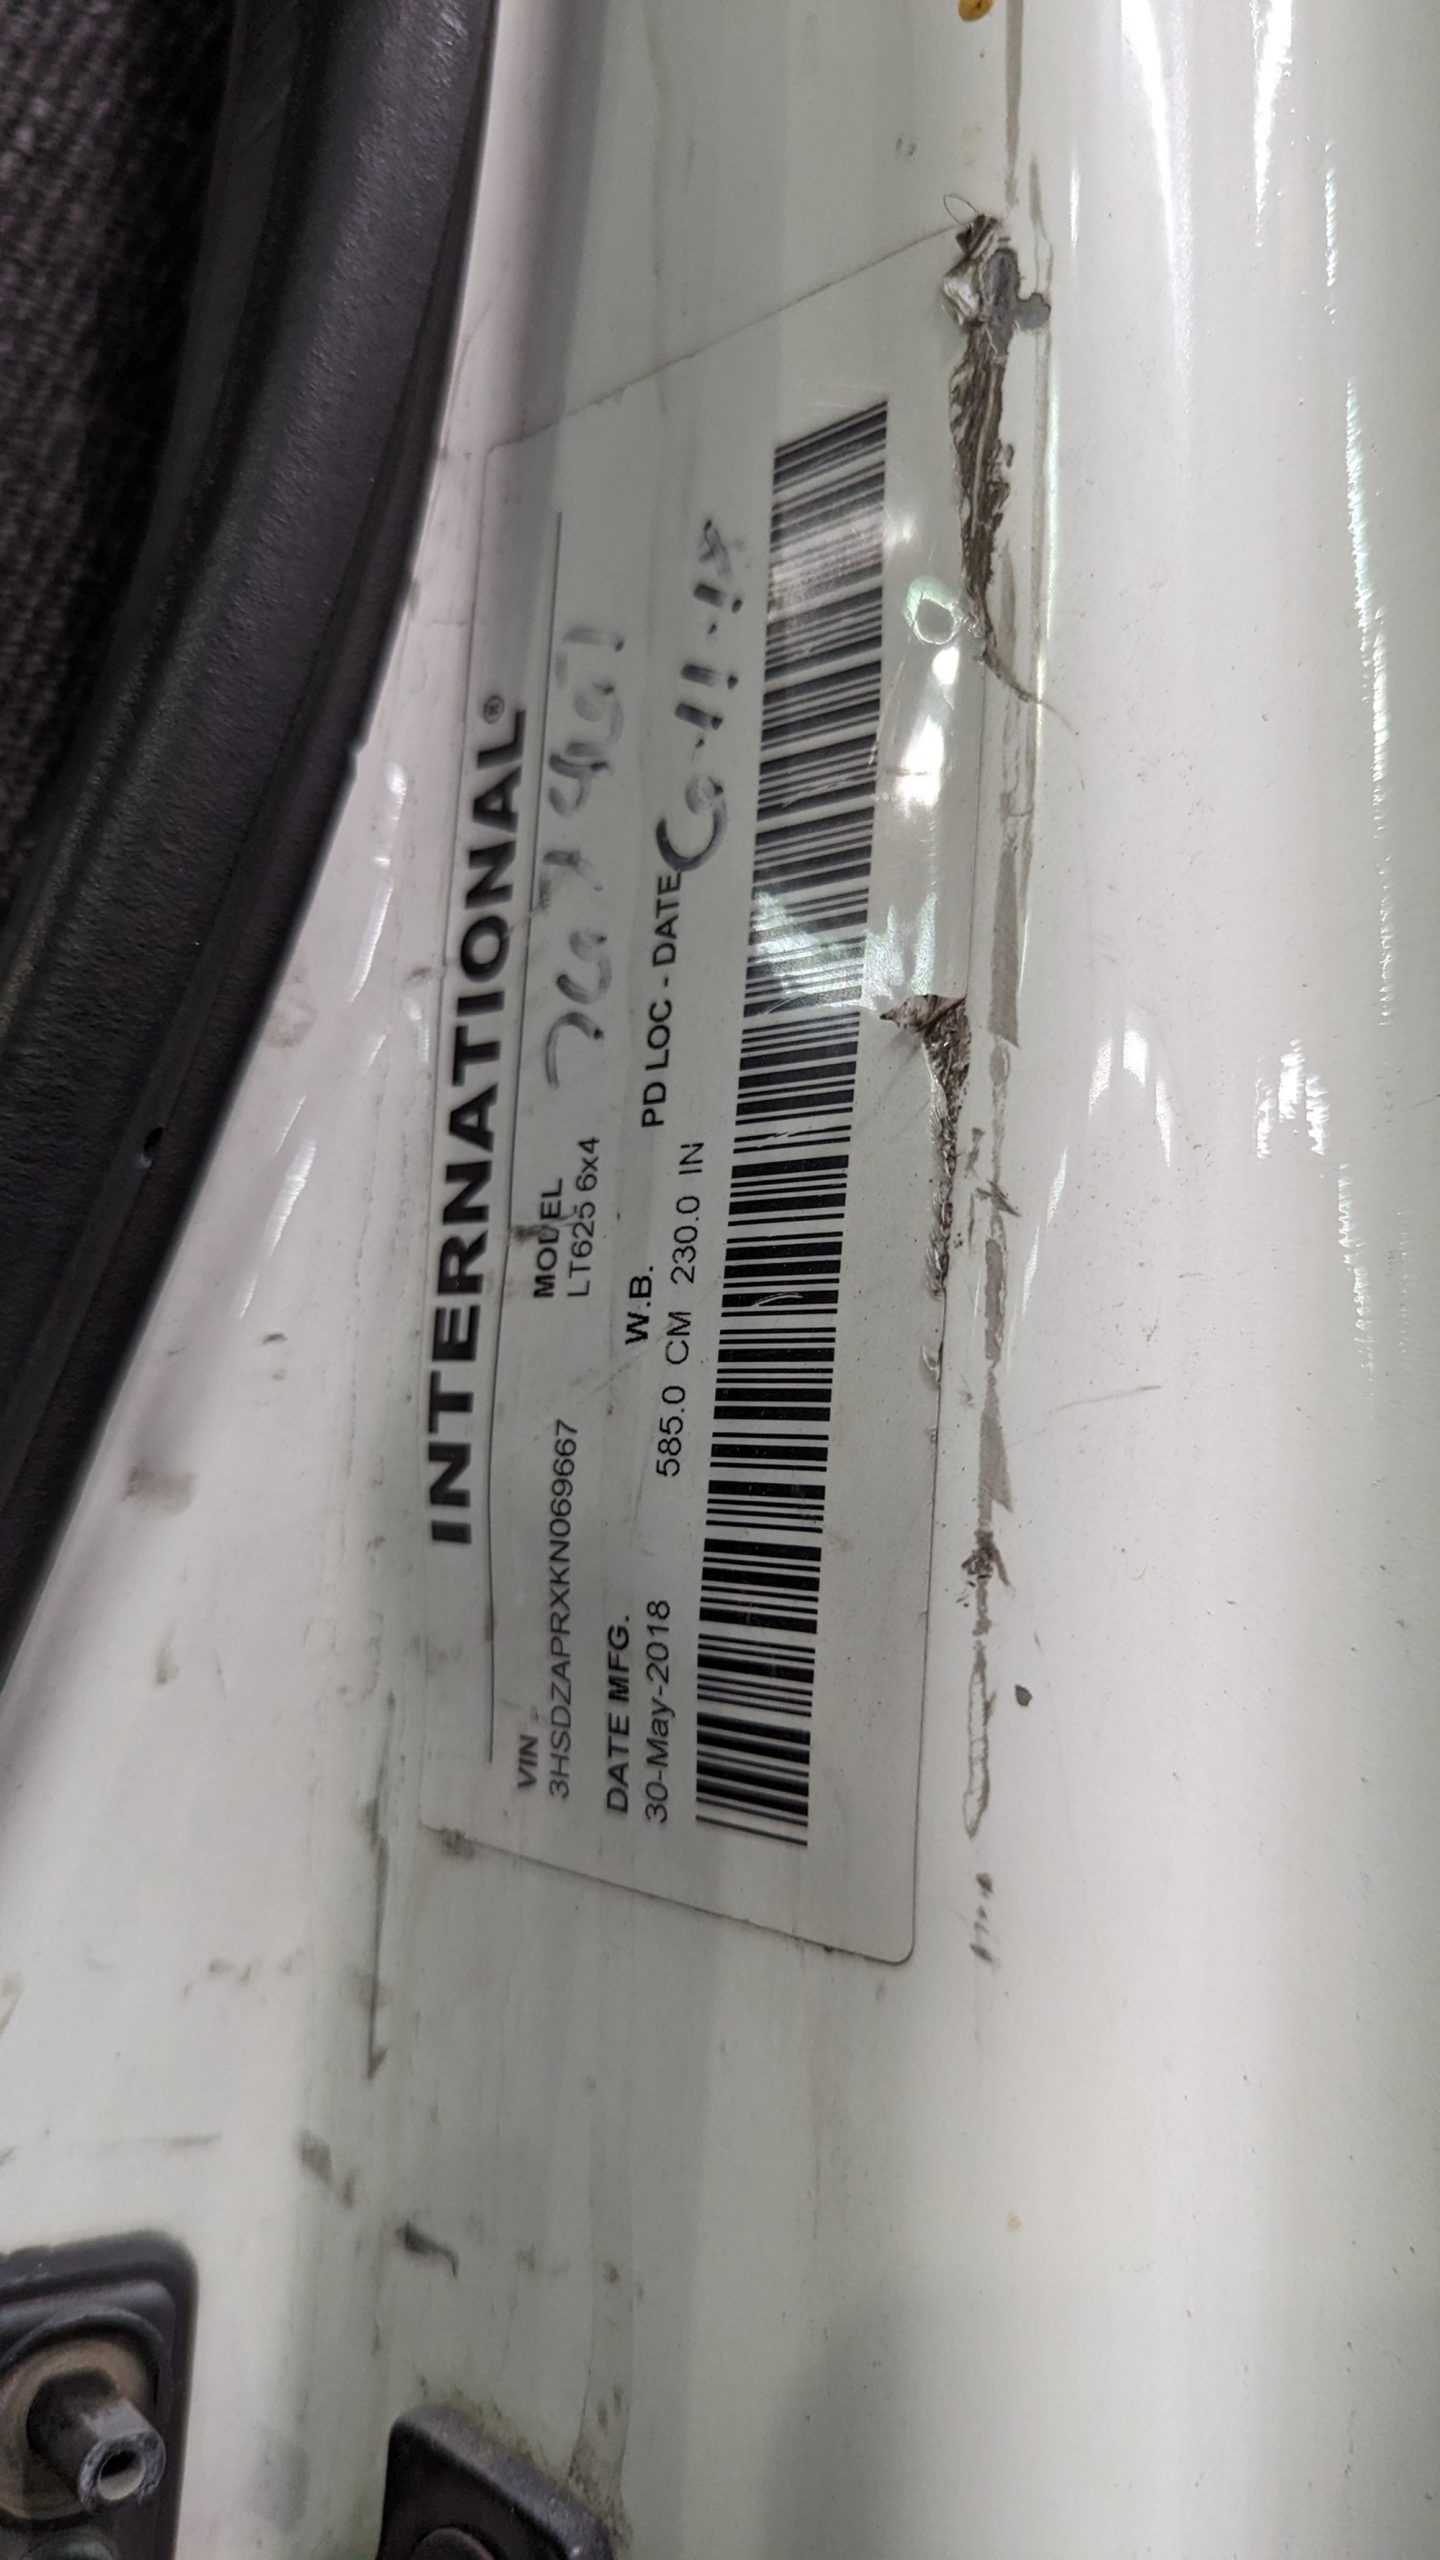 INTERNATIONAL®
VIN MODEL
3HSDZAPRXKN069667 LT625 6x4
DATE MFG. W.B. PD LOC - DATE
30-May-2018 585.0 CM 230.0 IN